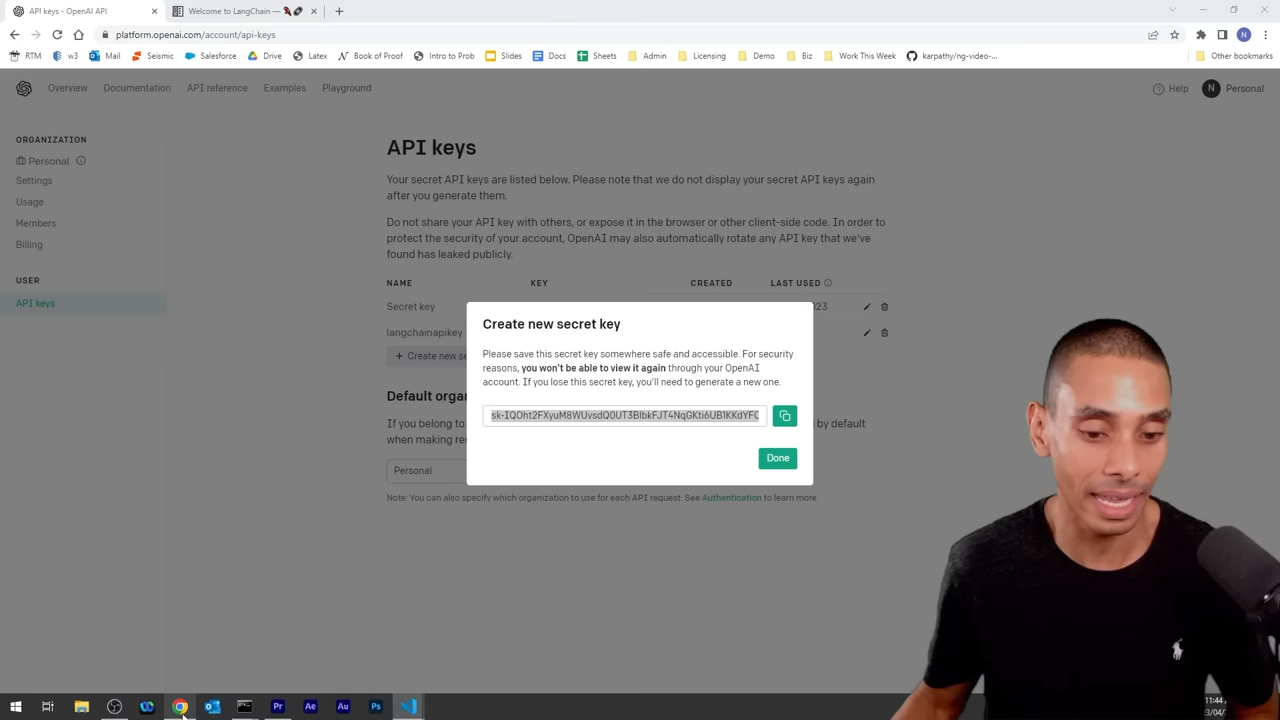 API keys - OpenAI API
Welcome to LangChain —
platform.openai.com/account/api-keys
N
RTM w3 Mail Seismic Salesforce Drive Latex Book of Proof Intro to Prob Slides Docs Sheets Admin Licensing Demo Biz Work This Week karpathy/ng-video-... Other bookmarks
Overview Documentation API reference Examples Playground Help N Personal
ORGANIZATION
Personal
Settings
Usage
Members
Billing
USER
API keys
API keys
Your secret API keys are listed below. Please note that we do not display your secret API keys again
after you generate them.
Do not share your API key with others, or expose it in the browser or other client-side code. In order to
protect the security of your account, OpenAI may also automatically rotate any API key that we've
found has leaked publicly.
NAME KEY CREATED LAST USED
Secret key
langchainapikey
+ Create new se
Default organ
If you belong to
by default
when making rec
Personal
Note: You can also specify which organization to use for each API request. See Authentication to learn more
Create new secret key
Please save this secret key somewhere safe and accessible. For security
reasons, you won't be able to view it again through your OpenAI
account. If you lose this secret key, you'll need to generate a new one.
Done
Pr Ae Au Ps
11:44